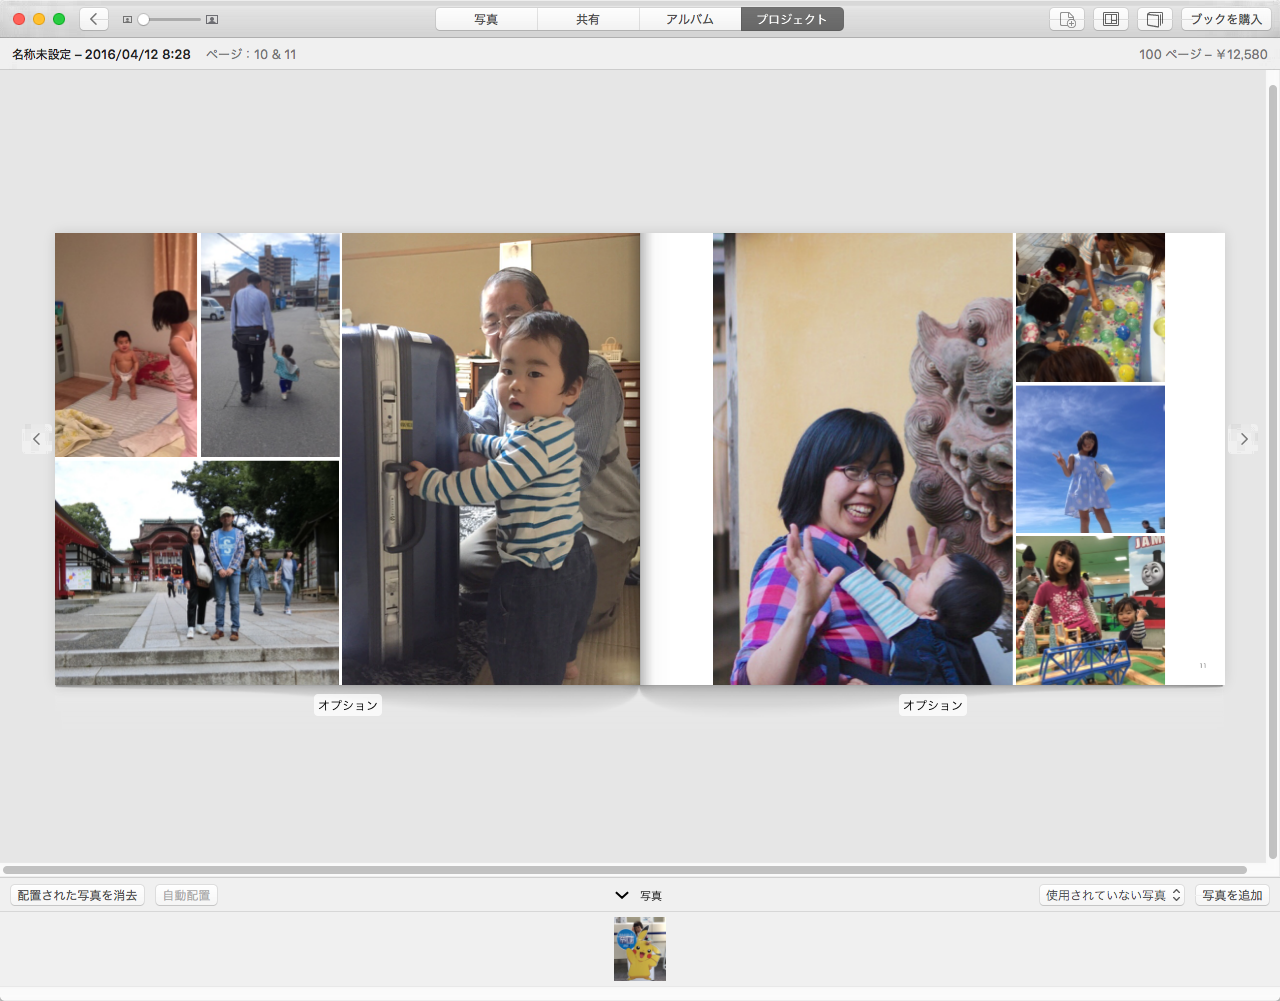 写真
共有
アルバム
プロジェクト
ブックを購入
名称未設定 – 2016/04/12 8:28
ページ：10 & 11
100 ページ – ￥12,580
JAM
S
11
オプション
オプション
配置された写真を消去
自動配置
写真
使用されていない写真
写真を追加